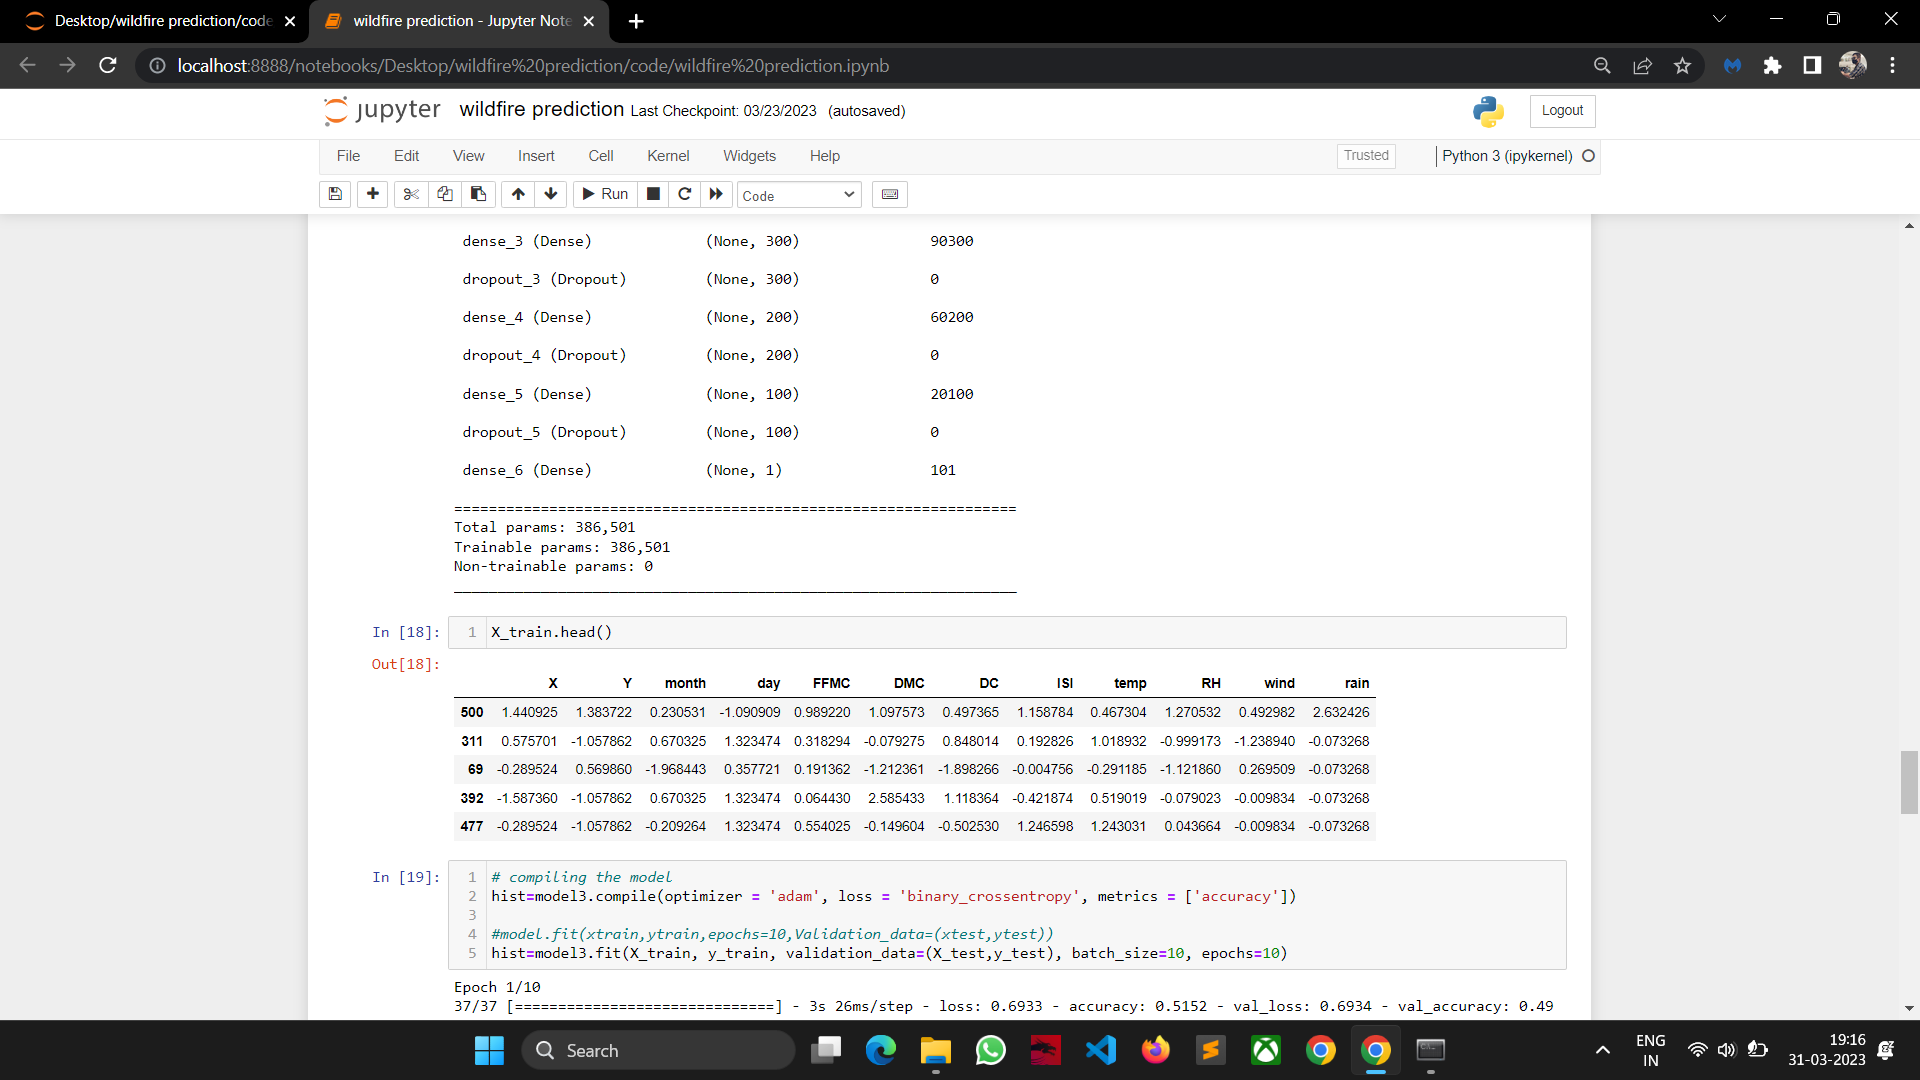 Desktop/wildfire prediction/code
wildfire prediction - Jupyter Note
localhost:8888/notebooks/Desktop/wildfire%20prediction/code/wildfire%20prediction.ipynb
jupyter wildfire prediction Last Checkpoint: 03/23/2023 (autosaved)
Logout
File Edit View Insert Cell Kernel Widgets Help
Trusted Python 3 (ipykernel)
Run Code
dense_3 (Dense) (None, 300) 90300
dropout_3 (Dropout) (None, 300) 0
dense_4 (Dense) (None, 200) 60200
dropout_4 (Dropout) (None, 200) 0
dense_5 (Dense) (None, 100) 20100
dropout_5 (Dropout) (None, 100) 0
dense_6 (Dense) (None, 1) 101
=================================================================
Total params: 386,501
Trainable params: 386,501
Non-trainable params: 0
_________________________________________________________________
In [18]: 1 X_train.head()
Out[18]:
X Y month day FFMC DMC DC ISI temp RH wind rain
500 1.440925 1.383722 0.230531 -1.090909 0.989220 1.097573 0.497365 1.158784 0.467304 1.270532 0.492982 2.632426
311 0.575701 -1.057862 0.670325 1.323474 0.318294 -0.079275 0.848014 0.192826 1.018932 -0.999173 -1.238940 -0.073268
69 -0.289524 0.569860 -1.968443 0.357721 0.191362 -1.212361 -1.898266 -0.004756 -0.291185 -1.121860 0.269509 -0.073268
392 -1.587360 -1.057862 0.670325 1.323474 0.064430 2.585433 1.118364 -0.421874 0.519019 -0.079023 -0.009834 -0.073268
477 -0.289524 -1.057862 -0.209264 1.323474 0.554025 -0.149604 -0.502530 1.246598 1.243031 0.043664 -0.009834 -0.073268
In [19]: 1 # compiling the model
2 hist=model3.compile(optimizer = 'adam', loss = 'binary_crossentropy', metrics = ['accuracy'])
3
4 #model.fit(xtrain,ytrain,epochs=10,Validation_data=(xtest,ytest))
5 hist=model3.fit(X_train, y_train, validation_data=(X_test,y_test), batch_size=10, epochs=10)
Epoch 1/10
37/37 [==============================] - 3s 26ms/step - loss: 0.6933 - accuracy: 0.5152 - val_loss: 0.6934 - val_accuracy: 0.49
Search
ENG
IN
19:16
31-03-2023